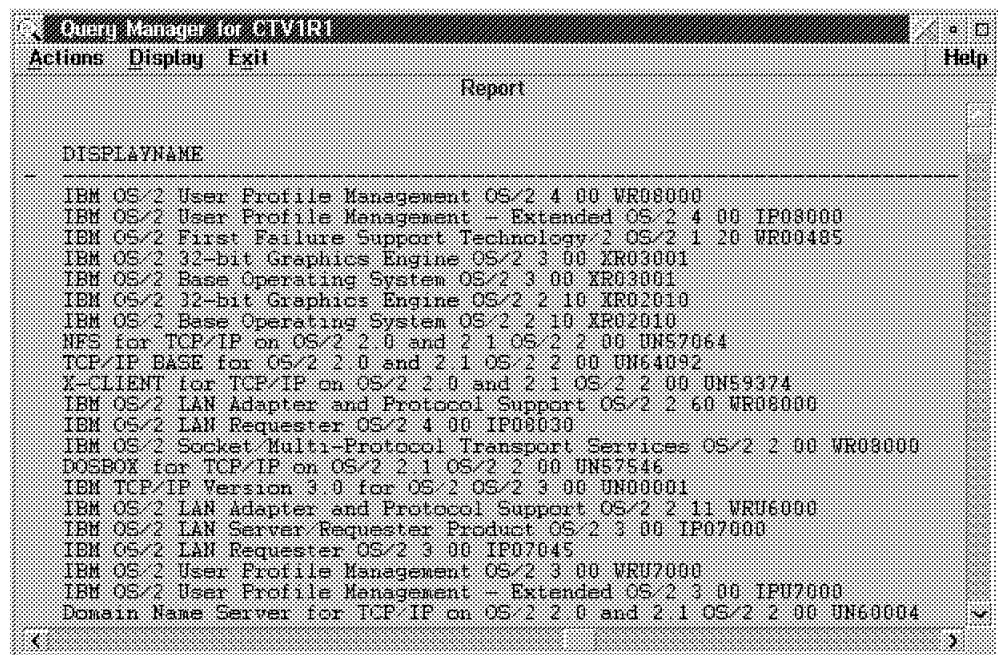 Query Manager for CTV1R1
Actions Display Exit Help
Report
DISPLAYNAME
IBM OS/2 User Profile Management OS/2 4 00 WR08000
IBM OS/2 User Profile Management - Extended OS/2 4 00 IP08000
IBM OS/2 First Failure Support Technology/2 OS/2 1 20 WR00485
IBM OS/2 32-bit Graphics Engine OS/2 3 00 XR03001
IBM OS/2 Base Operating System OS/2 3 00 XR03001
IBM OS/2 32-bit Graphics Engine OS/2 2 10 XR02010
IBM OS/2 Base Operating System OS/2 2 10 XR02010
NFS for TCP/IP on OS/2 2.0 and 2.1 OS/2 2 00 UN57064
TCP/IP BASE for OS/2 2.0 and 2.1 OS/2 2 00 UN64092
X-CLIENT for TCP/IP on OS/2 2.0 and 2.1 OS/2 2 00 UN59374
IBM OS/2 LAN Adapter and Protocol Support OS/2 2 60 WR08000
IBM OS/2 LAN Requester OS/2 4 00 IP08030
IBM OS/2 Socket/Multi-Protocol Transport Services OS/2 2 00 WR08000
DOSBOX for TCP/IP on OS/2 2.1 OS/2 2 00 UN57546
IBM TCP/IP Version 3.0 for OS/2 OS/2 3 00 UN00001
IBM OS/2 LAN Adapter and Protocol Support OS/2 2 11 WRU6000
IBM OS/2 LAN Server/Requester Product OS/2 3 00 IP07000
IBM OS/2 LAN Requester OS/2 3 00 IP07045
IBM OS/2 User Profile Management OS/2 3 00 WRU7000
IBM OS/2 User Profile Management - Extended OS/2 3 00 IPU7000
Domain Name Server for TCP/IP on OS/2 2.0 and 2.1 OS/2 2 00 UN60004